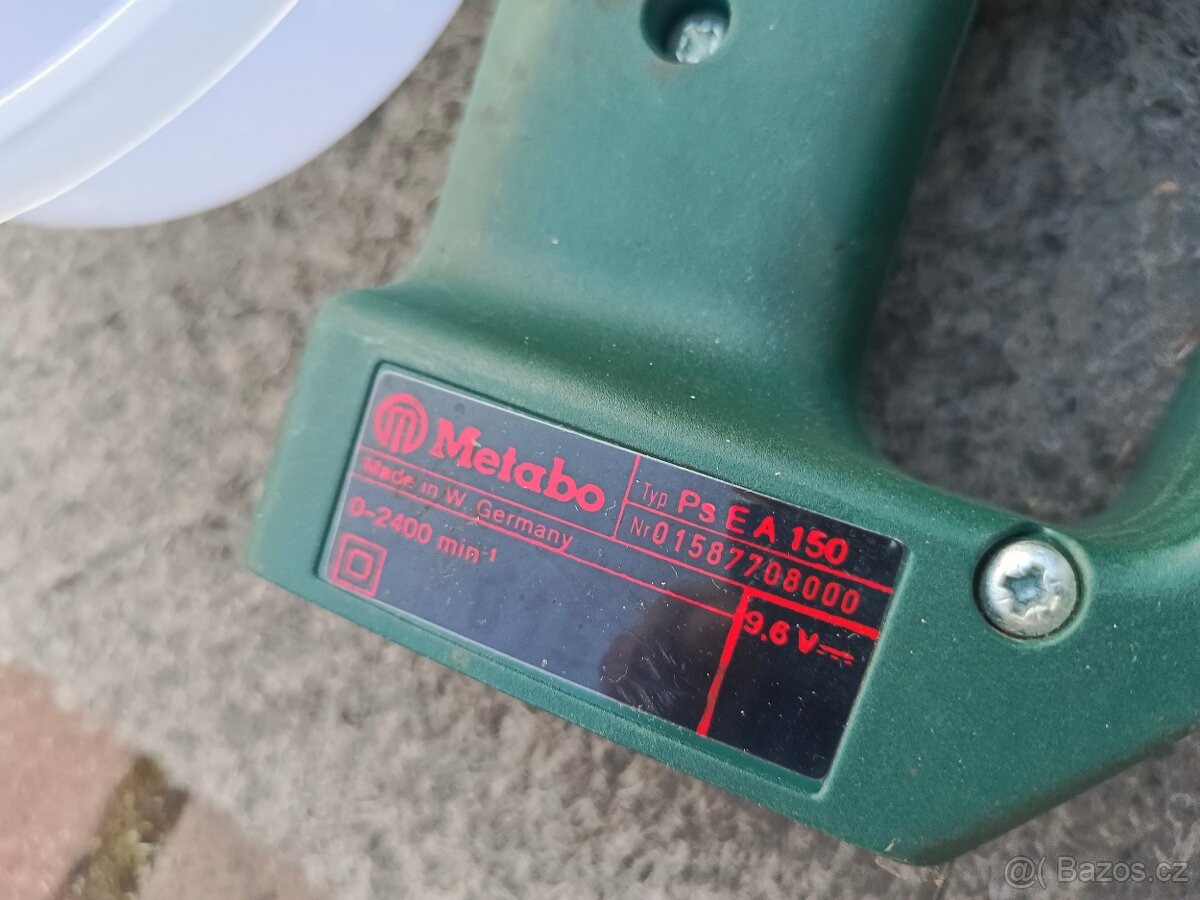 Metabo
Made in W. Germany
0-2400 min⁻¹
Typ Ps E A 150
Nr 01587708000
9,6 V
@( Bazos.cz